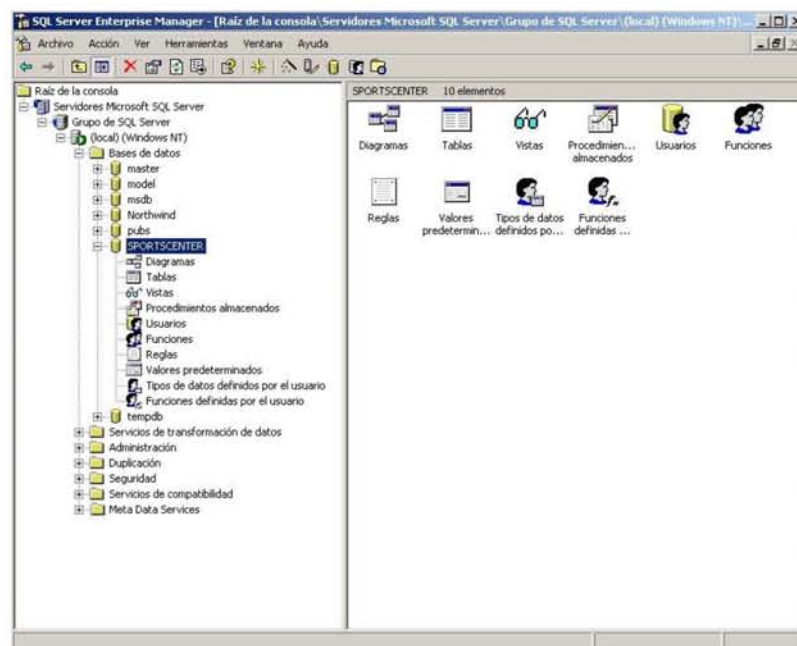 SQL Server Enterprise Manager - [Raíz de la consola\Servidores Microsoft SQL Server\Grupo de SQL Server\(local) (Windows NT)\...
Archivo Acción Ver Herramientas Ventana Ayuda
Raíz de la consola
Servidores Microsoft SQL Server
Grupo de SQL Server
(local) (Windows NT)
Bases de datos
master
model
msdb
Northwind
pubs
SPORTSCENTER
Diagramas
Tablas
Vistas
Procedimientos almacenados
Usuarios
Funciones
Reglas
Valores predeterminados
Tipos de datos definidos por el usuario
Funciones definidas por el usuario
tempdb
Servicios de transformación de datos
Administración
Duplicación
Seguridad
Servicios de compatibilidad
Meta Data Services
SPORTSCENTER 10 elementos
Diagramas Tablas Vistas Procedimien... Usuarios Funciones
almacenados
Reglas Valores Tipos de datos Funciones
predetermin... definidos po... definidas ...